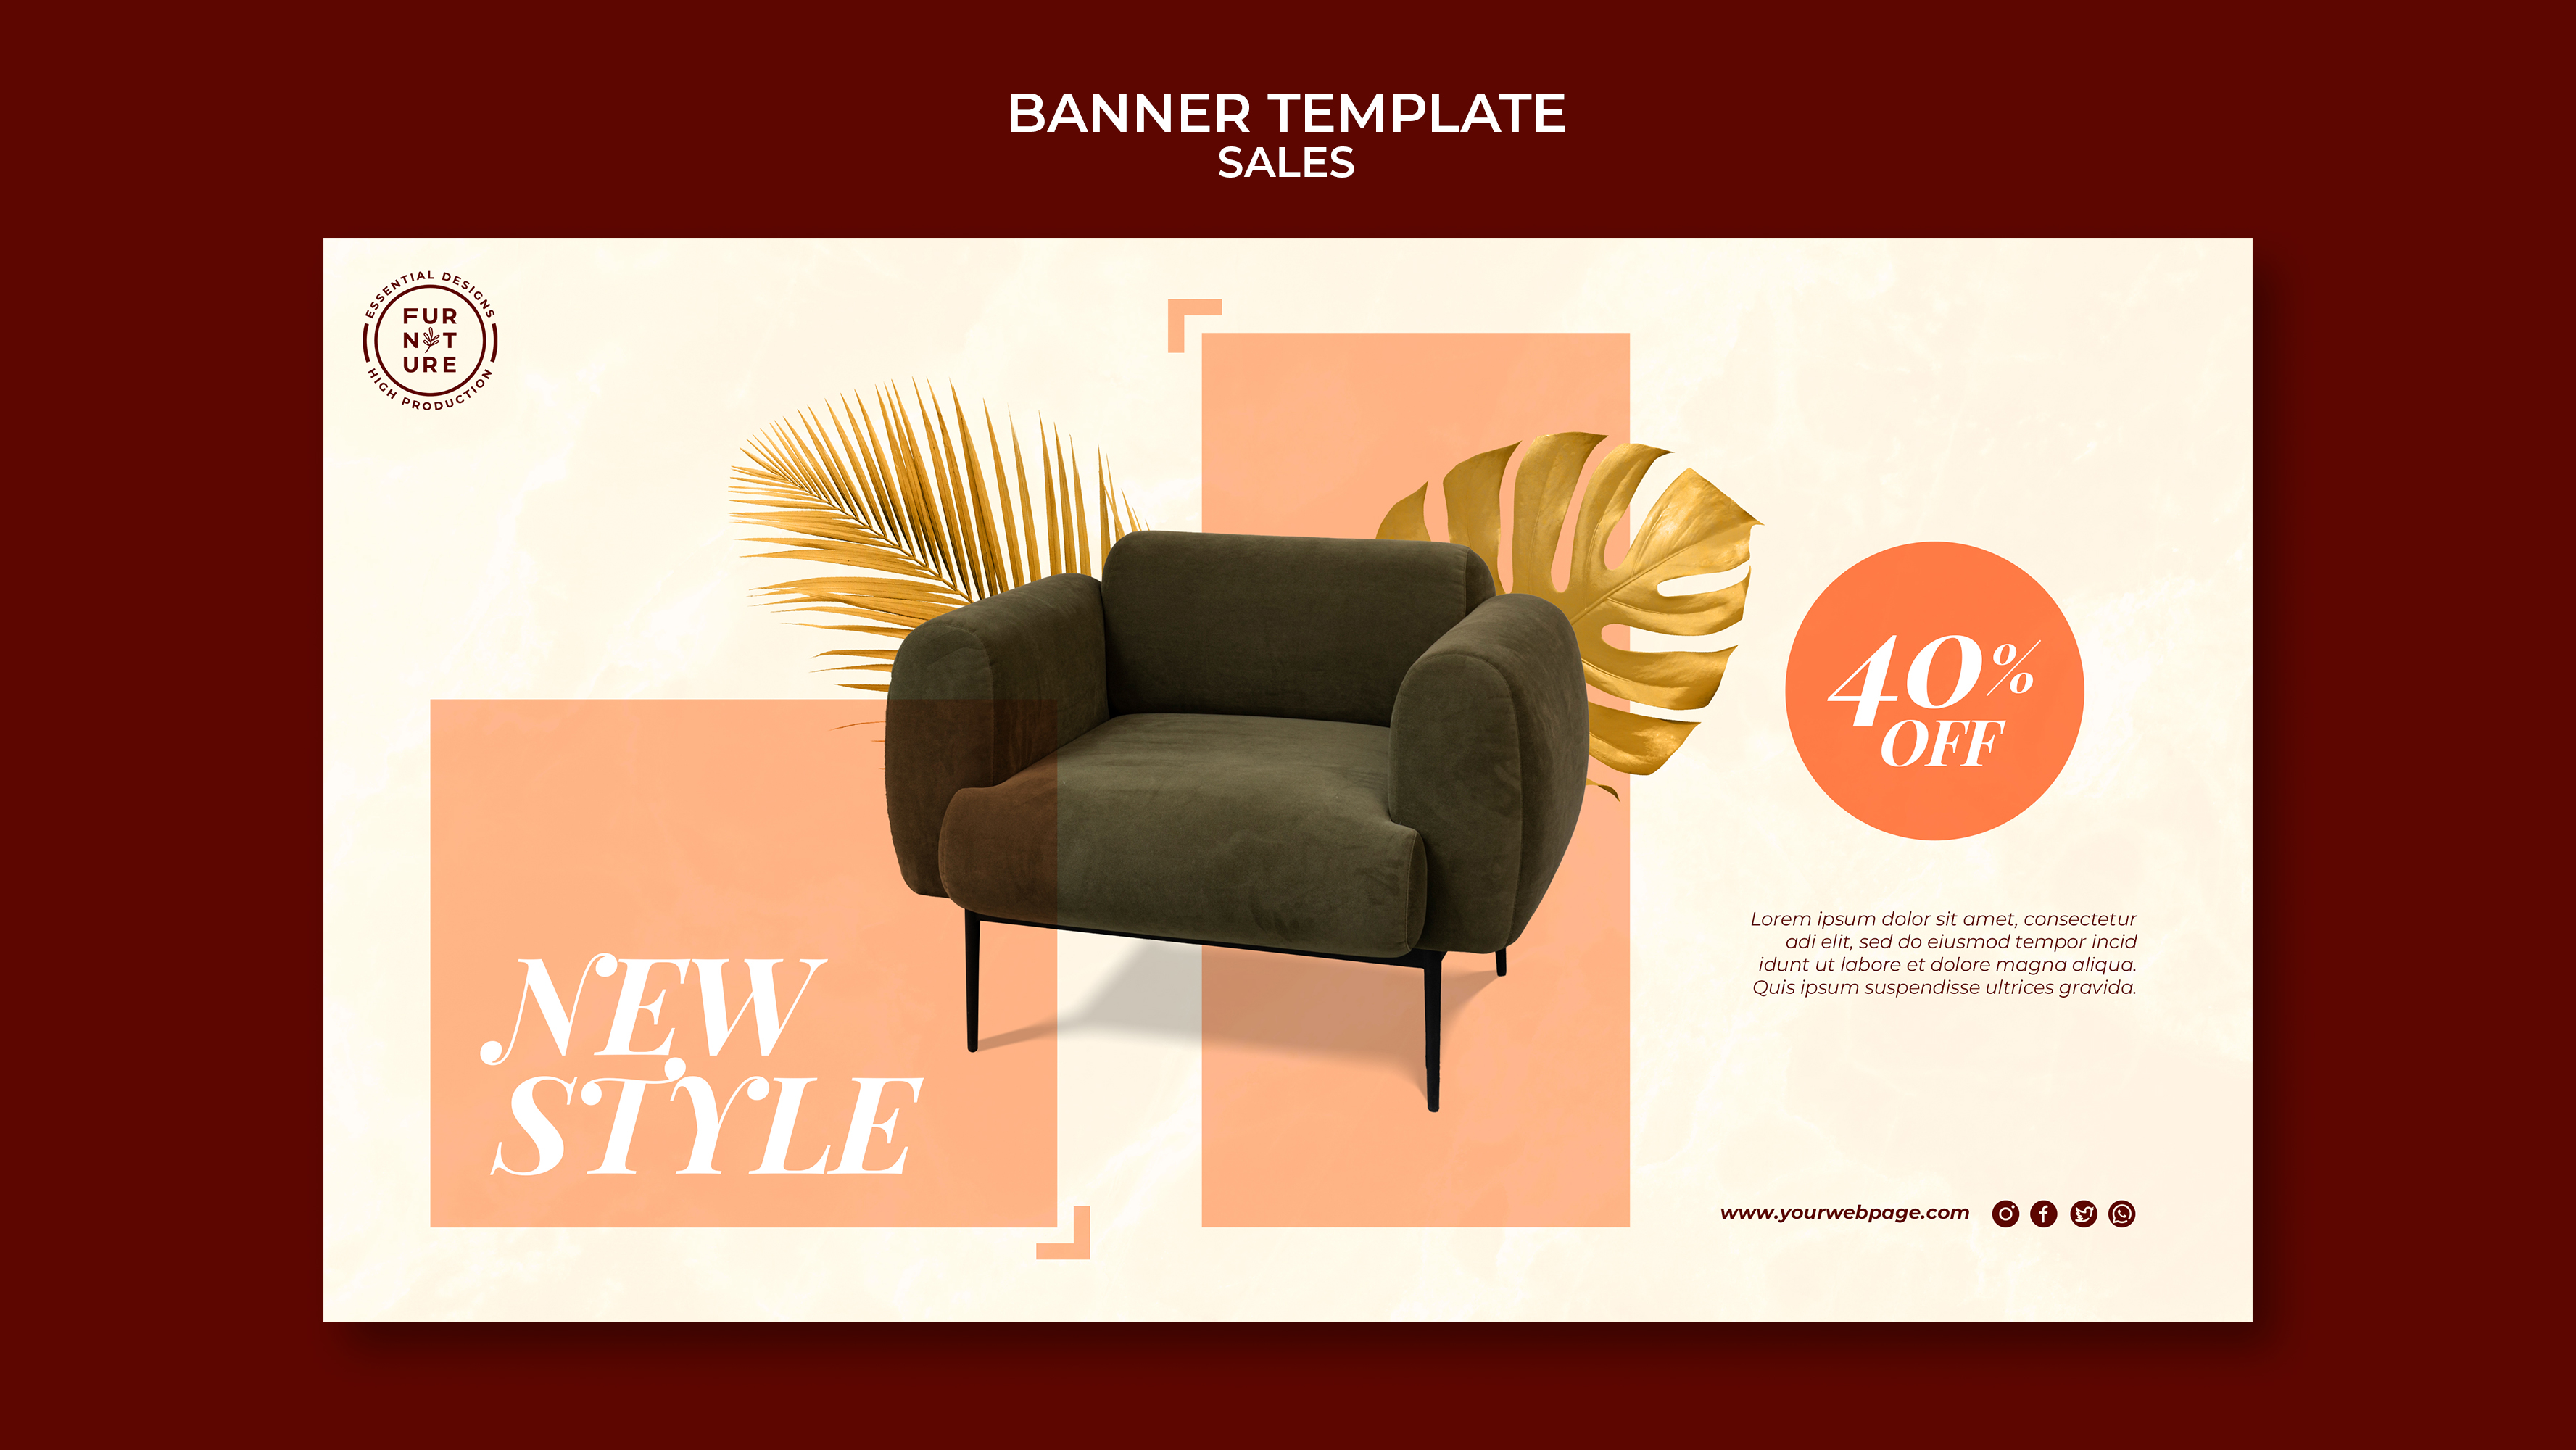 BANNER TEMPLATE
SALES
ESSENTIAL DESIGNS
FUR
N T
URE
HIGH PRODUCTION
40%
OFF
Lorem ipsum dolor sit amet, consectetur
adi elit, sed do eiusmod tempor incid
idunt ut labore et dolore magna aliqua.
Quis ipsum suspendisse ultrices gravida.
NEW
STYLE
www.yourwebpage.com